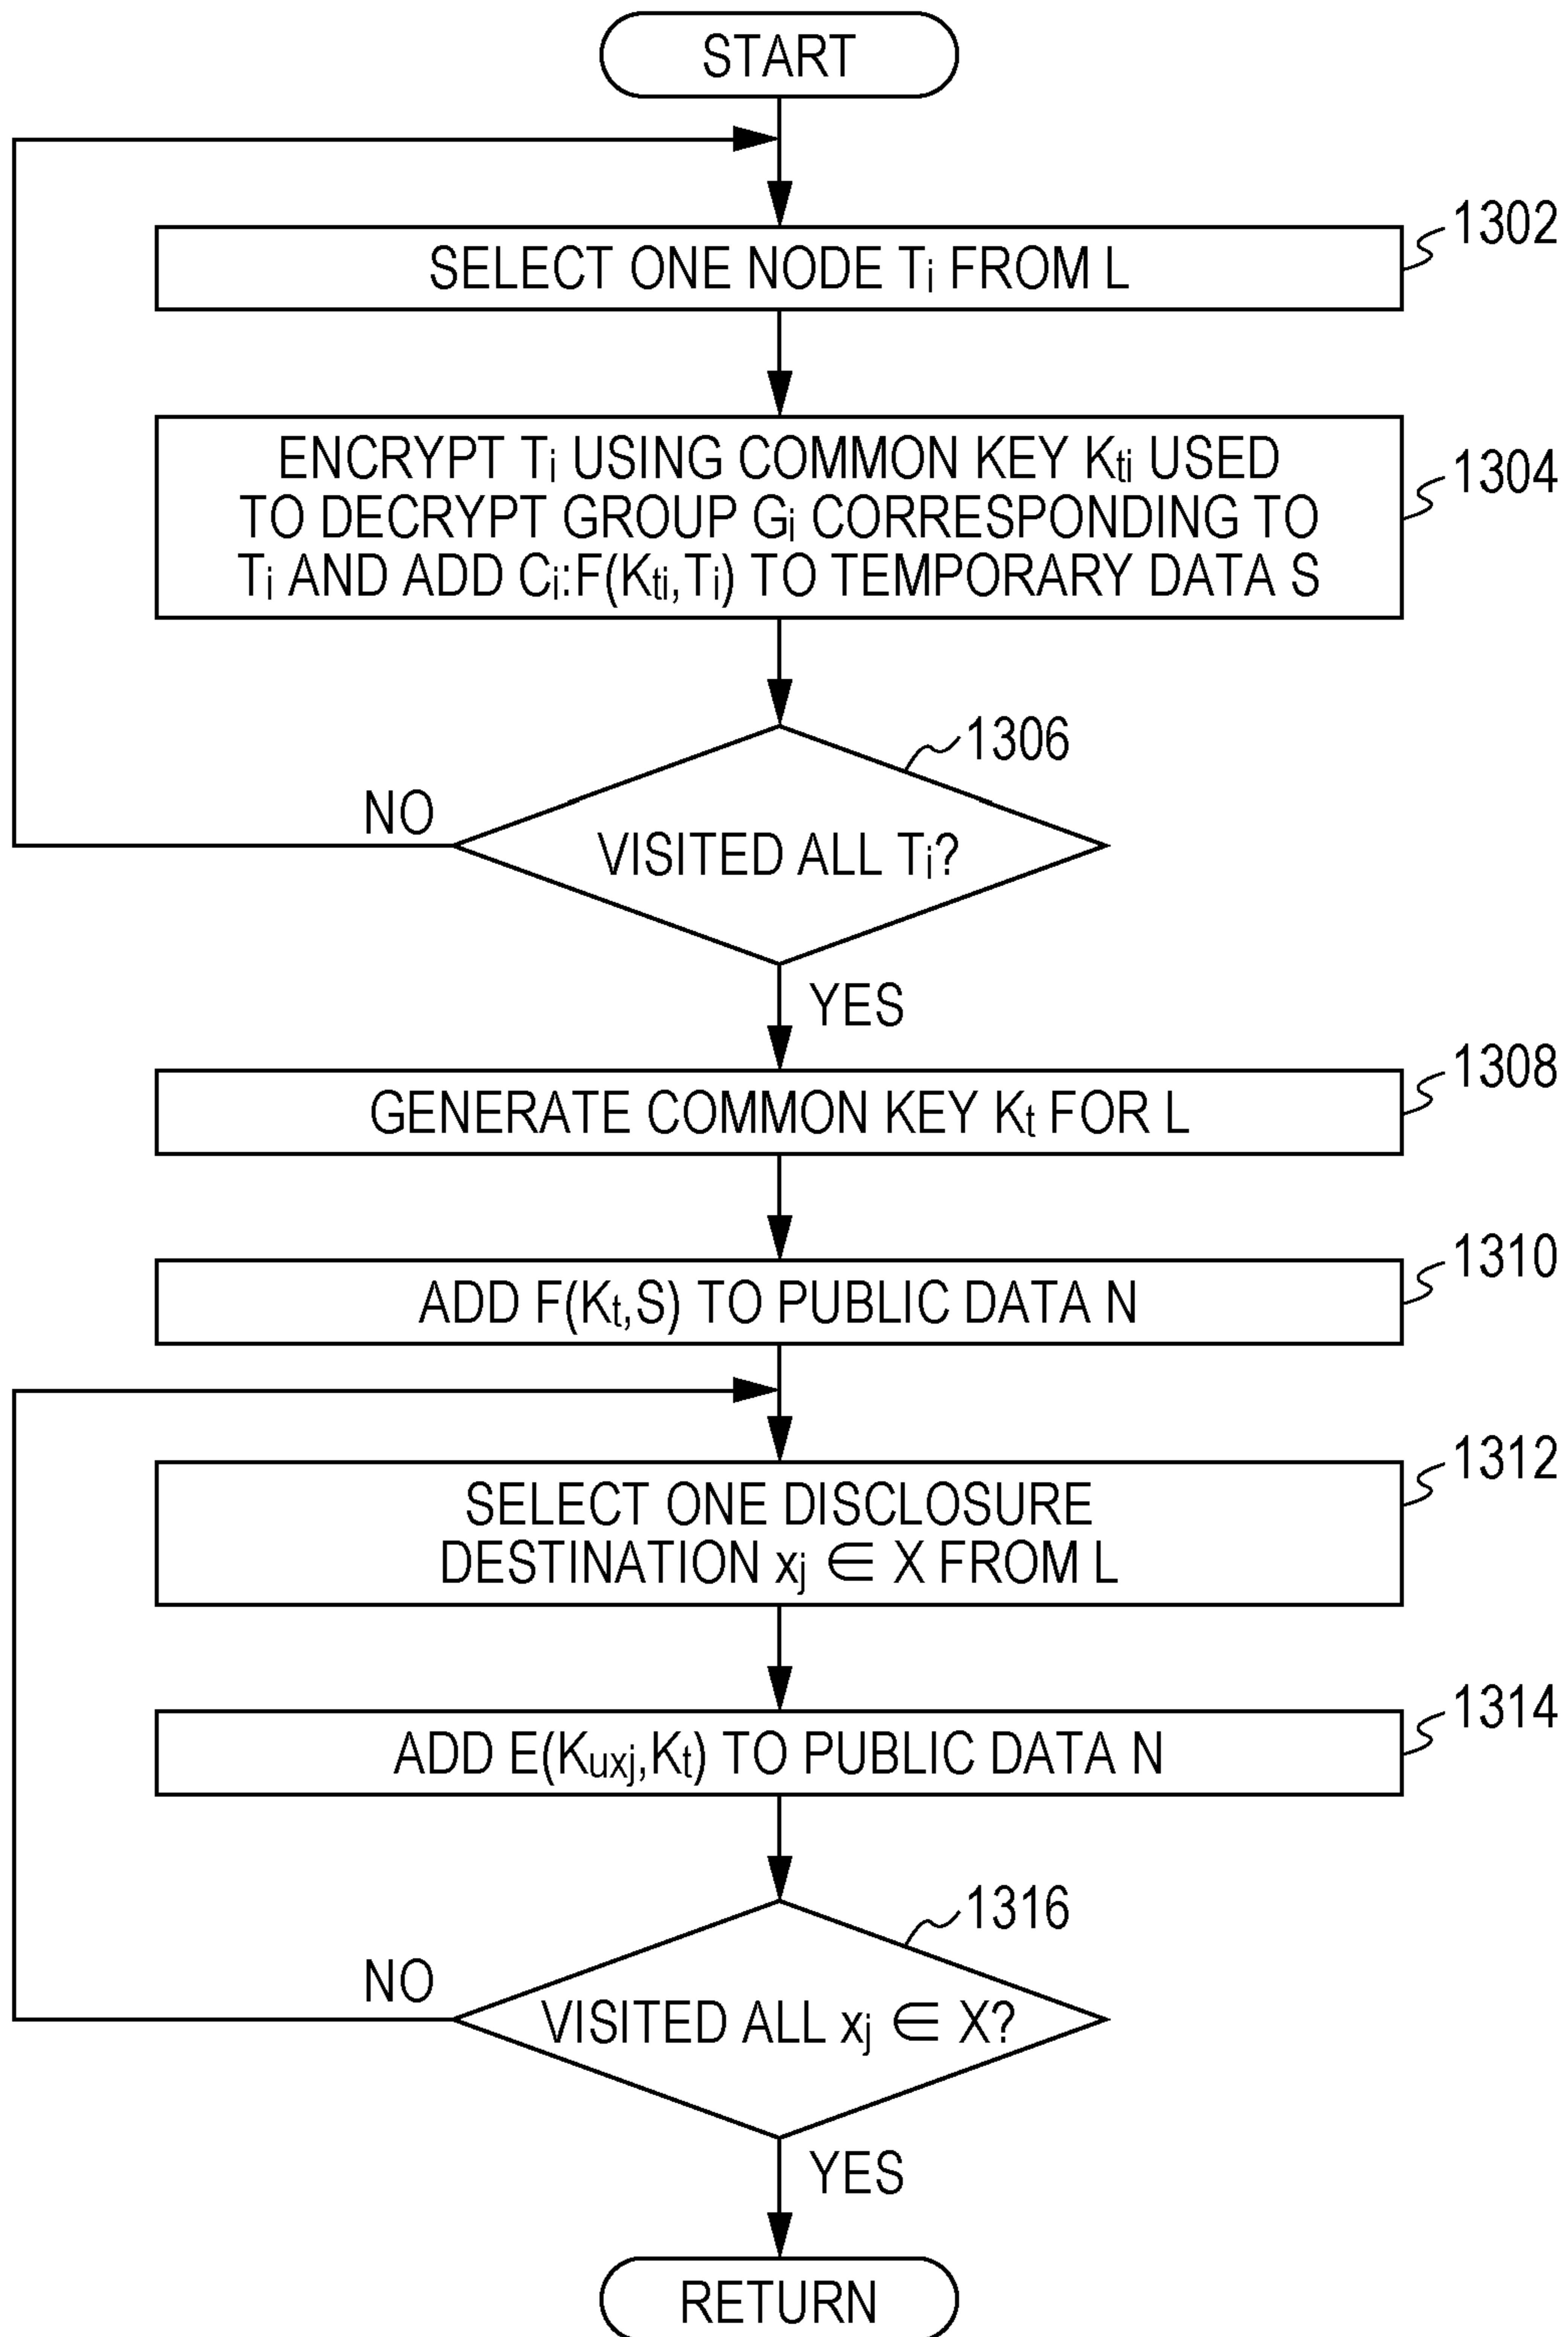 START
1302
SELECT ONE NODE Ti FROM L
1304
ENCRYPT Ti USING COMMON KEY Kti USED
TO DECRYPT GROUP Gi CORRESPONDING TO
Ti AND ADD Ci:F(Kti,Ti) TO TEMPORARY DATA S
1306
NO
VISITED ALL Ti?
YES
1308
GENERATE COMMON KEY Kt FOR L
1310
ADD F(Kt,S) TO PUBLIC DATA N
1312
SELECT ONE DISCLOSURE
DESTINATION xj ∈ X FROM L
1314
ADD E(Kuxj,Kt) TO PUBLIC DATA N
1316
NO
VISITED ALL xj ∈ X?
YES
RETURN